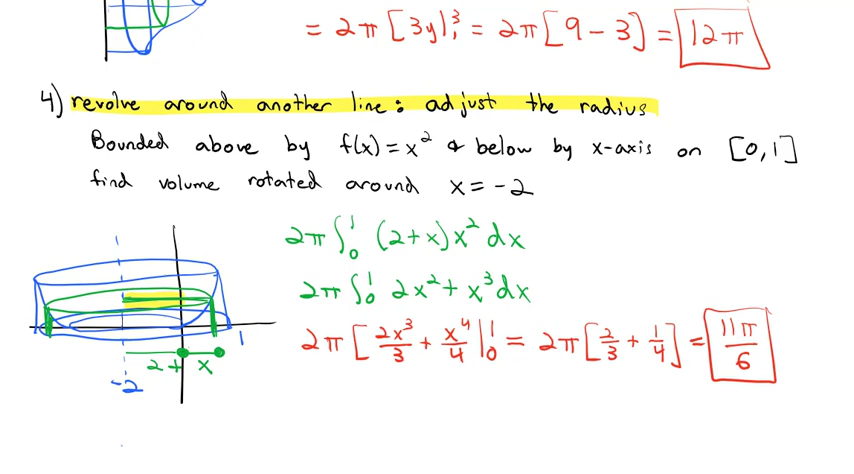 = 2π [3y|₁³ = 2π [9 − 3] = 12π
4) revolve around another line: adjust the radius
Bounded above by f(x) = x² & below by x-axis on [0,1]
find volume rotated around x = -2
2π ∫₀¹ (2+x) x² dx
2π ∫₀¹ 2x² + x³ dx
2π [ 2x³/3 + x⁴/4 |₀¹ = 2π [ 2/3 + 1/4 ] = 11π/6
1
2 + x
-2